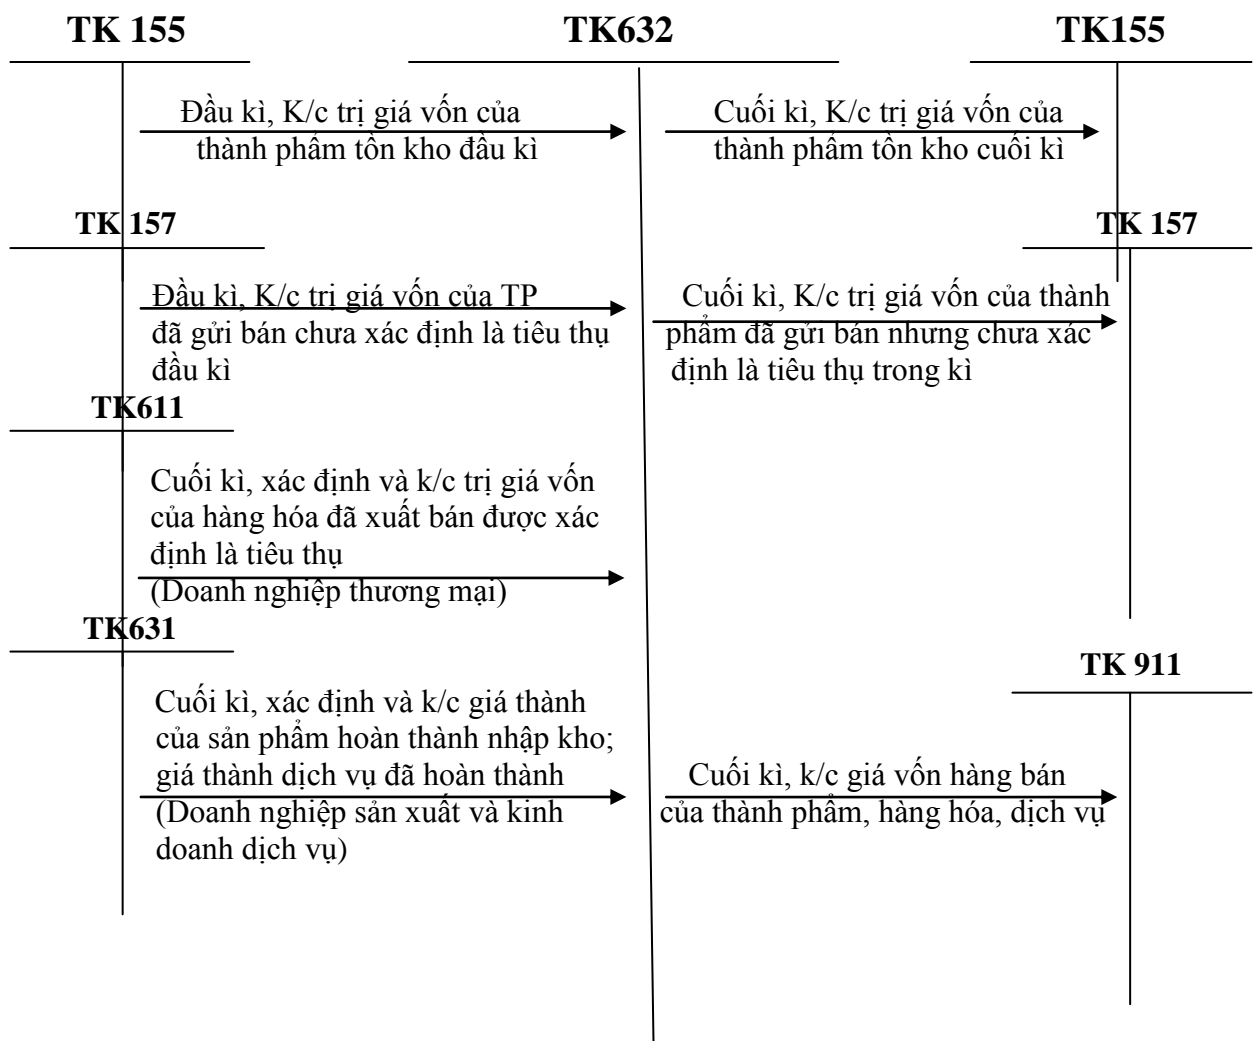 TK 155
TK632
TK155
Đầu kì, K/c trị giá vốn của
thành phẩm tồn kho đầu kì
Cuối kì, K/c trị giá vốn của
thành phẩm tồn kho cuối kì
TK 157
TK 157
Đầu kì, K/c trị giá vốn của TP
đã gửi bán chưa xác định là tiêu thụ
đầu kì
Cuối kì, K/c trị giá vốn của thành
phẩm đã gửi bán nhưng chưa xác
định là tiêu thụ trong kì
TK611
Cuối kì, xác định và k/c trị giá vốn
của hàng hóa đã xuất bán được xác
định là tiêu thụ
(Doanh nghiệp thương mại)
TK631
TK 911
Cuối kì, xác định và k/c giá thành
của sản phẩm hoàn thành nhập kho;
giá thành dịch vụ đã hoàn thành
(Doanh nghiệp sản xuất và kinh
doanh dịch vụ)
Cuối kì, k/c giá vốn hàng bán
của thành phẩm, hàng hóa, dịch vụ